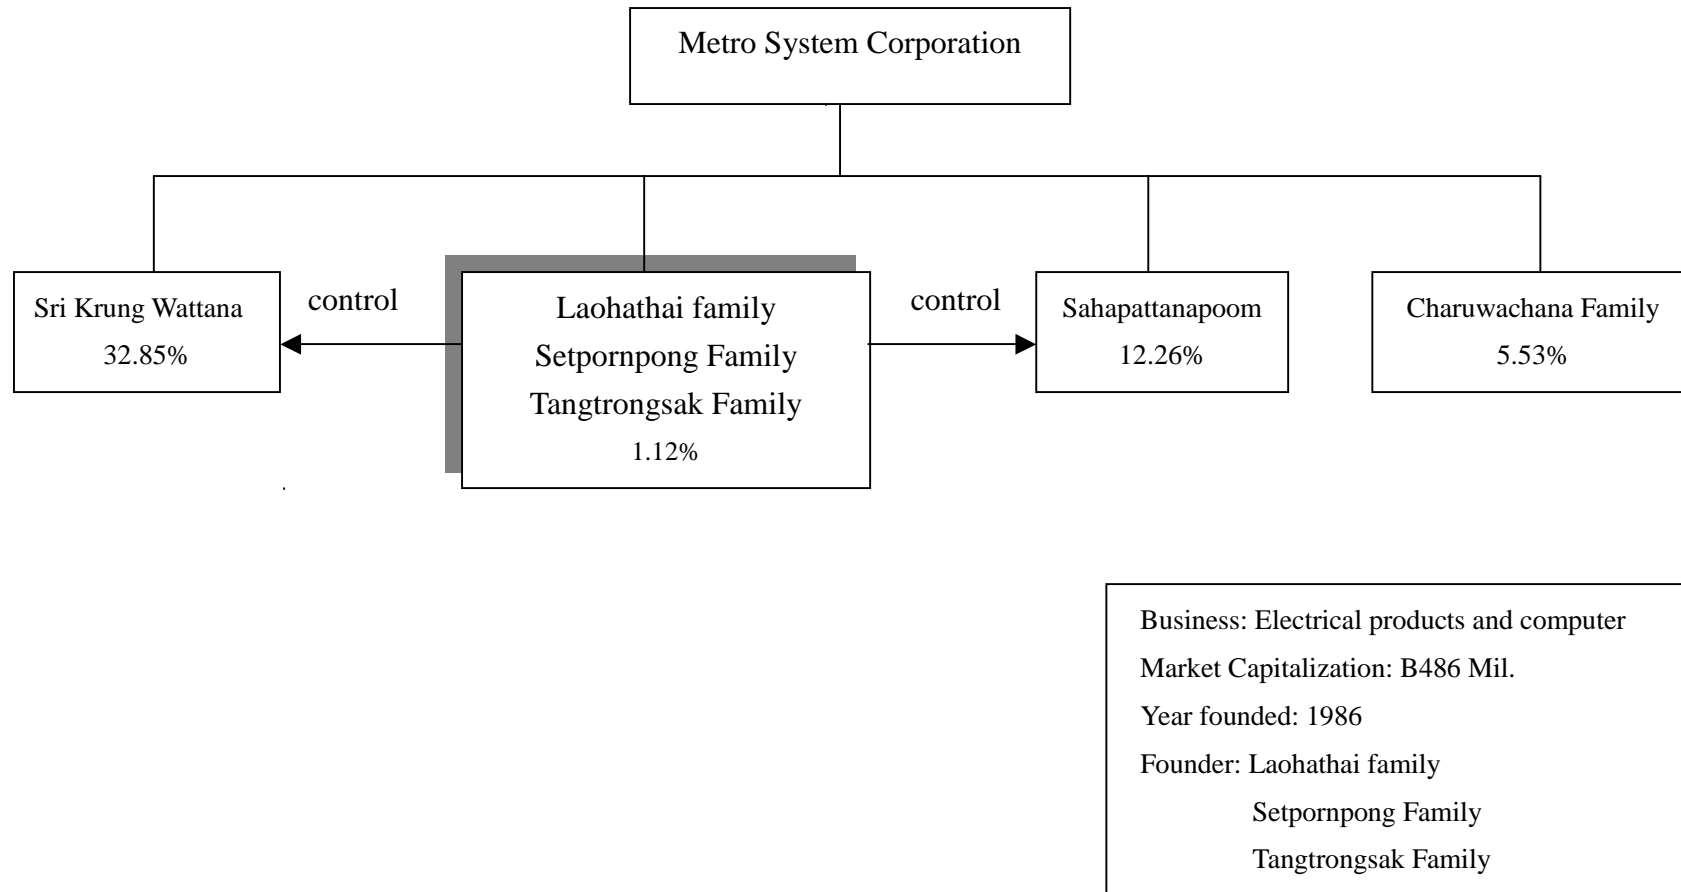 Metro System Corporation
Sri Krung Wattana
32.85%
control
Laohathai family
Setpornpong Family
Tangtrongsak Family
1.12%
control
Sahapattanapoom
12.26%
Charuwachana Family
5.53%
Business: Electrical products and computer
Market Capitalization: B486 Mil.
Year founded: 1986
Founder: Laohathai family
Setpornpong Family
Tangtrongsak Family